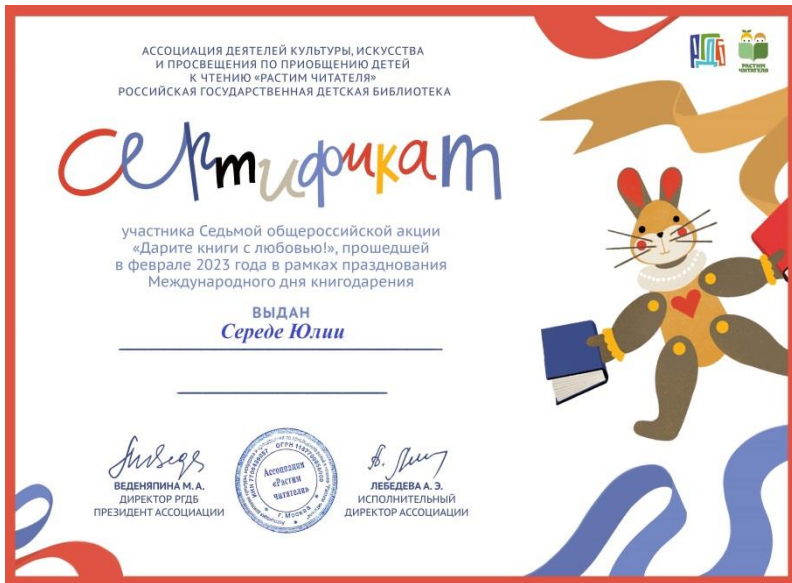 АССОЦИАЦИЯ ДЕЯТЕЛЕЙ КУЛЬТУРЫ, ИСКУССТВА
И ПРОСВЕЩЕНИЯ ПО ПРИОБЩЕНИЮ ДЕТЕЙ
К ЧТЕНИЮ «РАСТИМ ЧИТАТЕЛЯ»
РОССИЙСКАЯ ГОСУДАРСТВЕННАЯ ДЕТСКАЯ БИБЛИОТЕКА
РГДБ
РАСТИМ
ЧИТАТЕЛЯ
Сертификат
участника Седьмой общероссийской акции
«Дарите книги с любовью!», прошедшей
в феврале 2023 года в рамках празднования
Международного дня книгодарения
ВЫДАН
Середе Юлии
ВЕДЕНЯПИНА М. А.
ДИРЕКТОР РГДБ
ПРЕЗИДЕНТ АССОЦИАЦИИ
Ассоциация
«Растим
читателя»
г. Москва
ЛЕБЕДЕВА А. Э.
ИСПОЛНИТЕЛЬНЫЙ
ДИРЕКТОР АССОЦИАЦИИ